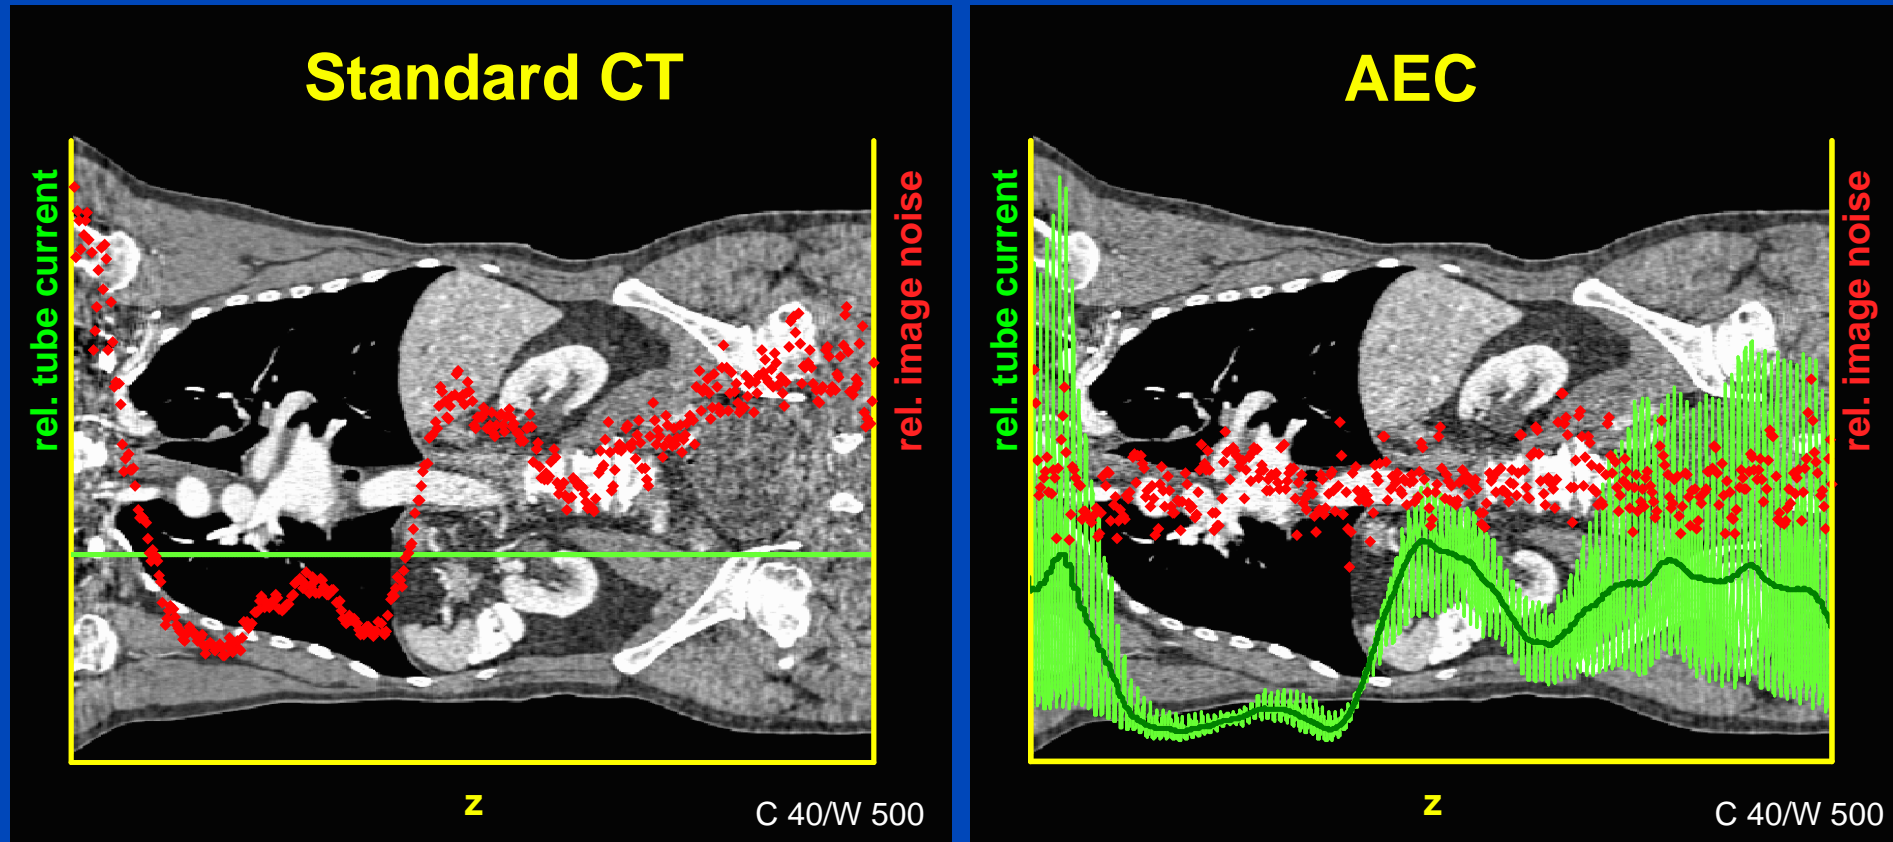 Standard CT
rel. tube current
rel. image noise
z
C 40/W 500
AEC
rel. tube current
rel. image noise
z
C 40/W 500